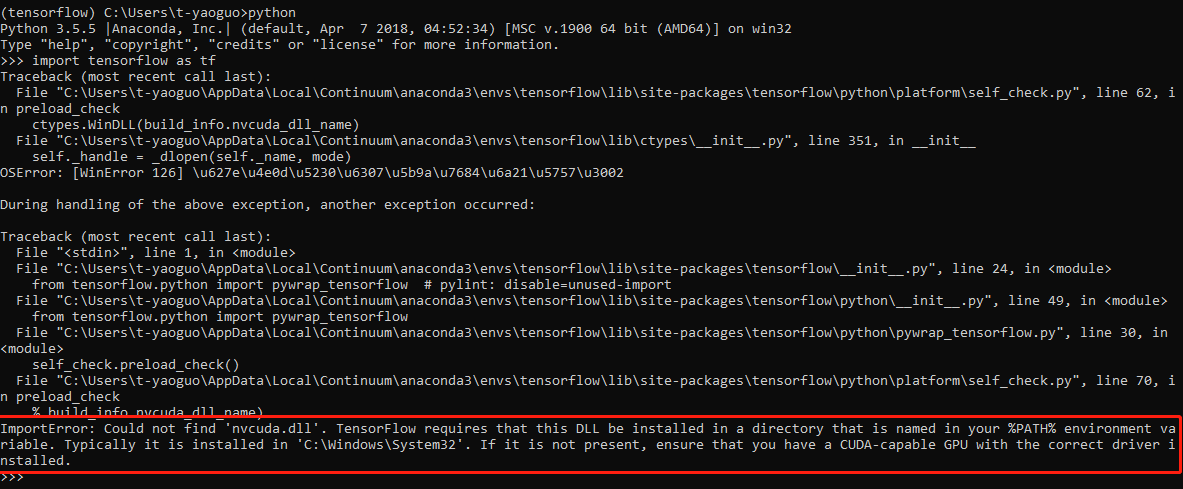 (tensorflow) C:\Users\t-yaoguo>python
Python 3.5.5 |Anaconda, Inc.| (default, Apr  7 2018, 04:52:34) [MSC v.1900 64 bit (AMD64)] on win32
Type "help", "copyright", "credits" or "license" for more information.
>>> import tensorflow as tf
Traceback (most recent call last):
  File "C:\Users\t-yaoguo\AppData\Local\Continuum\anaconda3\envs\tensorflow\lib\site-packages\tensorflow\python\platform\self_check.py", line 62, i
n preload_check
    ctypes.WinDLL(build_info.nvcuda_dll_name)
  File "C:\Users\t-yaoguo\AppData\Local\Continuum\anaconda3\envs\tensorflow\lib\ctypes\__init__.py", line 351, in __init__
    self._handle = _dlopen(self._name, mode)
OSError: [WinError 126] \u627e\u4e0d\u5230\u6307\u5b9a\u7684\u6a21\u5757\u3002
During handling of the above exception, another exception occurred:
Traceback (most recent call last):
  File "<stdin>", line 1, in <module>
  File "C:\Users\t-yaoguo\AppData\Local\Continuum\anaconda3\envs\tensorflow\lib\site-packages\tensorflow\__init__.py", line 24, in <module>
    from tensorflow.python import pywrap_tensorflow  # pylint: disable=unused-import
  File "C:\Users\t-yaoguo\AppData\Local\Continuum\anaconda3\envs\tensorflow\lib\site-packages\tensorflow\python\__init__.py", line 49, in <module>
    from tensorflow.python import pywrap_tensorflow
  File "C:\Users\t-yaoguo\AppData\Local\Continuum\anaconda3\envs\tensorflow\lib\site-packages\tensorflow\python\pywrap_tensorflow.py", line 30, in
<module>
    self_check.preload_check()
  File "C:\Users\t-yaoguo\AppData\Local\Continuum\anaconda3\envs\tensorflow\lib\site-packages\tensorflow\python\platform\self_check.py", line 70, i
n preload_check
    % build_info.nvcuda_dll_name)
ImportError: Could not find 'nvcuda.dll'. TensorFlow requires that this DLL be installed in a directory that is named in your %PATH% environment va
riable. Typically it is installed in 'C:\Windows\System32'. If it is not present, ensure that you have a CUDA-capable GPU with the correct driver i
nstalled.
>>>